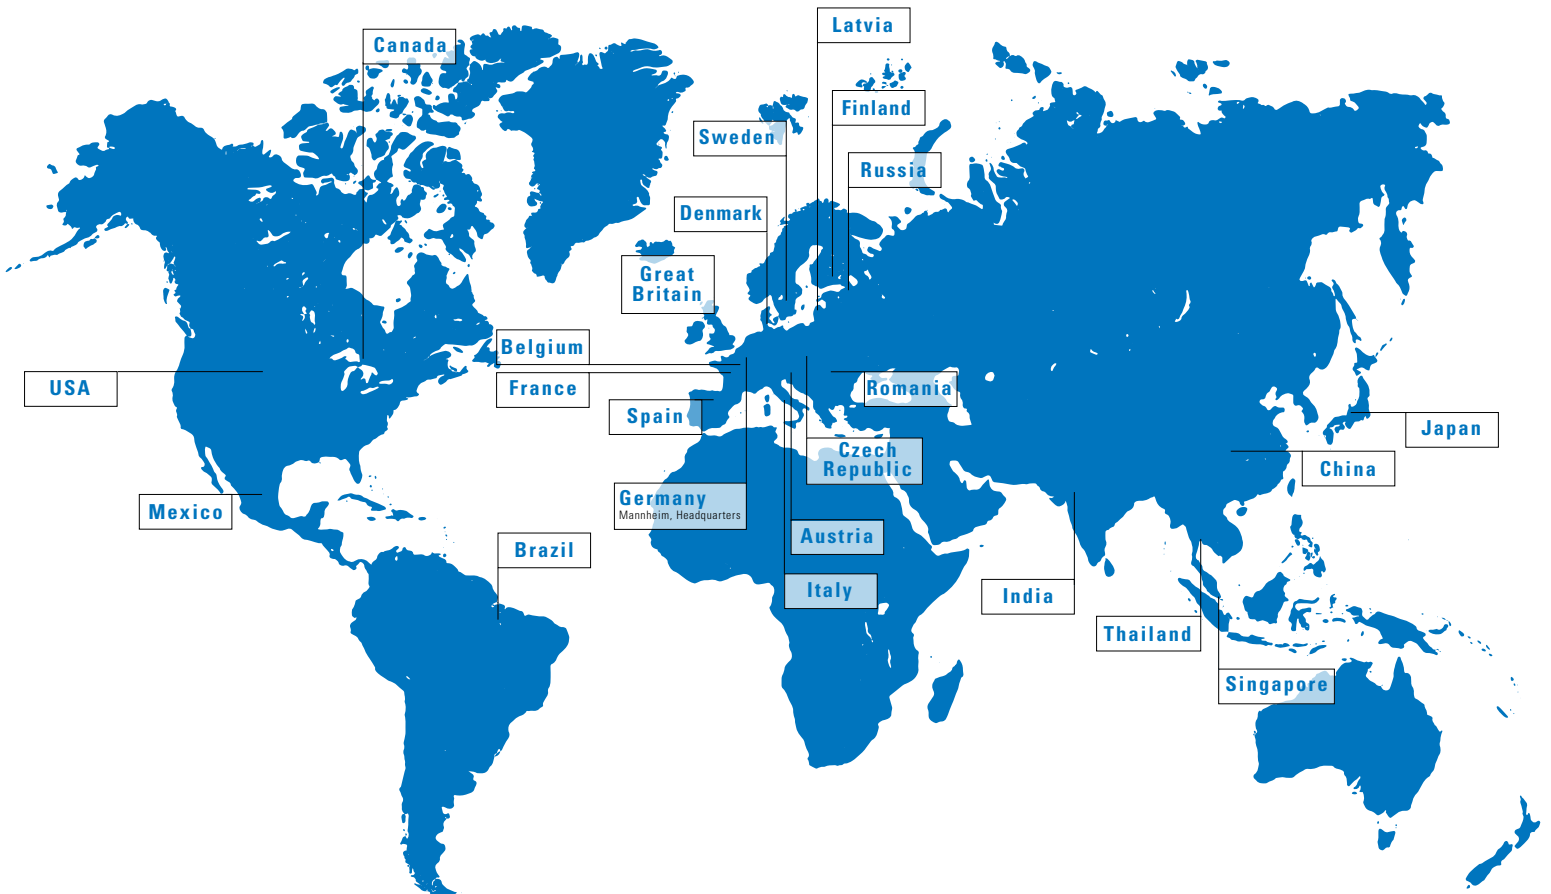 Latvia
Canada
Finland
Sweden
Russia
Denmark
Great
Britain
Belgium
USA
France
Romania
Spain
Japan
Czech
Republic
China
Germany
Mannheim, Headquarters
Mexico
Austria
Brazil
Italy
India
Thailand
Singapore